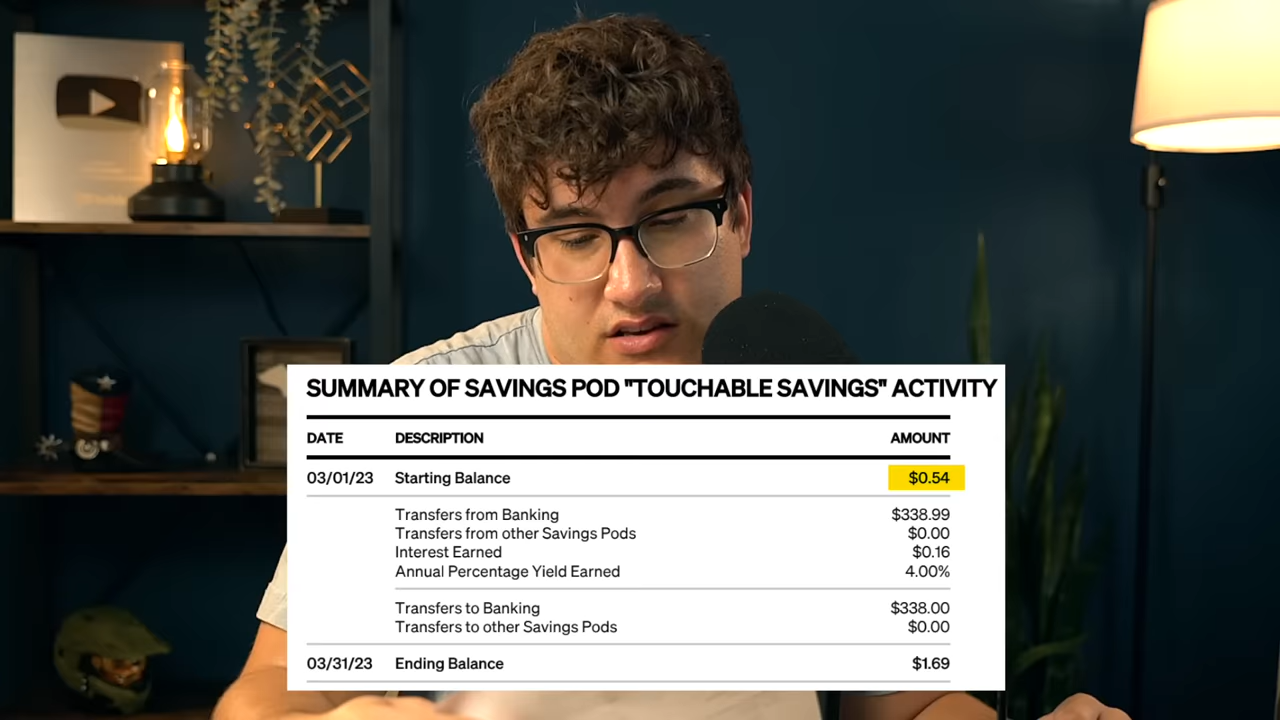 SUMMARY OF SAVINGS POD "TOUCHABLE SAVINGS" ACTIVITY
DATE DESCRIPTION AMOUNT
03/01/23 Starting Balance $0.54
Transfers from Banking $338.99
Transfers from other Savings Pods $0.00
Interest Earned $0.16
Annual Percentage Yield Earned 4.00%
Transfers to Banking $338.00
Transfers to other Savings Pods $0.00
03/31/23 Ending Balance $1.69